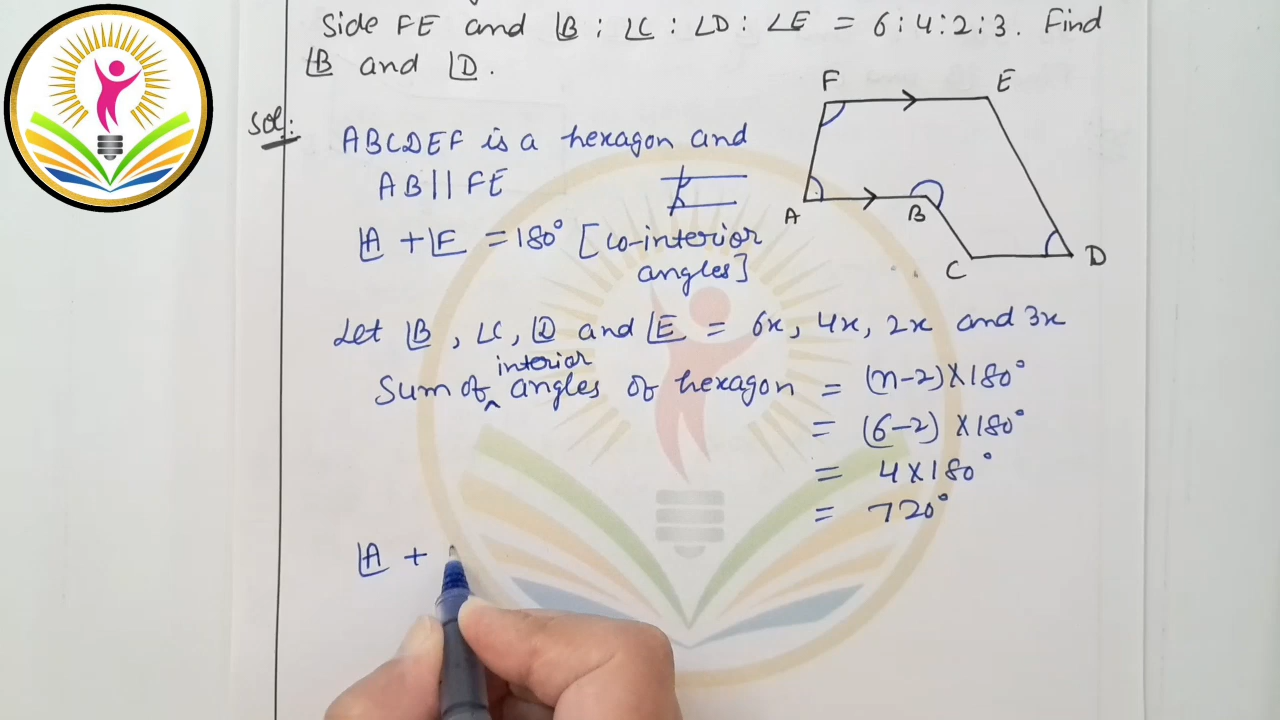 Side FE and ∠B : ∠C : ∠D : ∠E = 6:4:2:3. Find
∠B and ∠D.
Sol:
ABCDEF is a hexagon and
AB || FE
∠A + ∠F = 180° [co-interior
angles]
F
E
A
B
C
D
Let ∠B, ∠C, ∠D and ∠E = 6x, 4x, 2x and 3x
interior
Sum of ^ angles of hexagon = (n-2)×180°
= (6-2) ×180°
= 4×180°
= 720°
∠A +